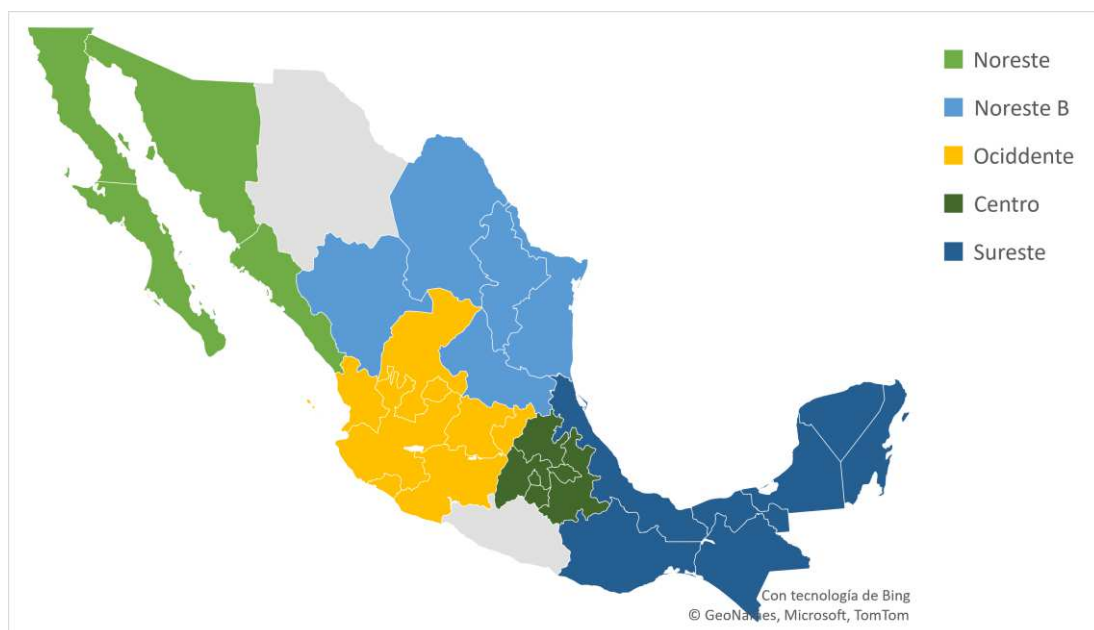 Noreste
Noreste B
Ociddente
Centro
Sureste
Con tecnología de Bing
© GeoNames, Microsoft, TomTom